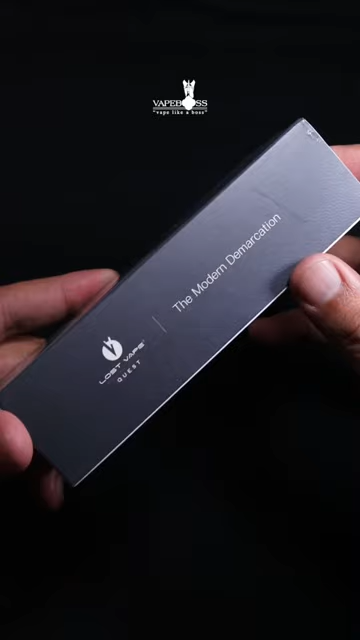 VAPEBOSS
"vape like a boss"
LOST VAPE
QUEST
The Modern Demarcation